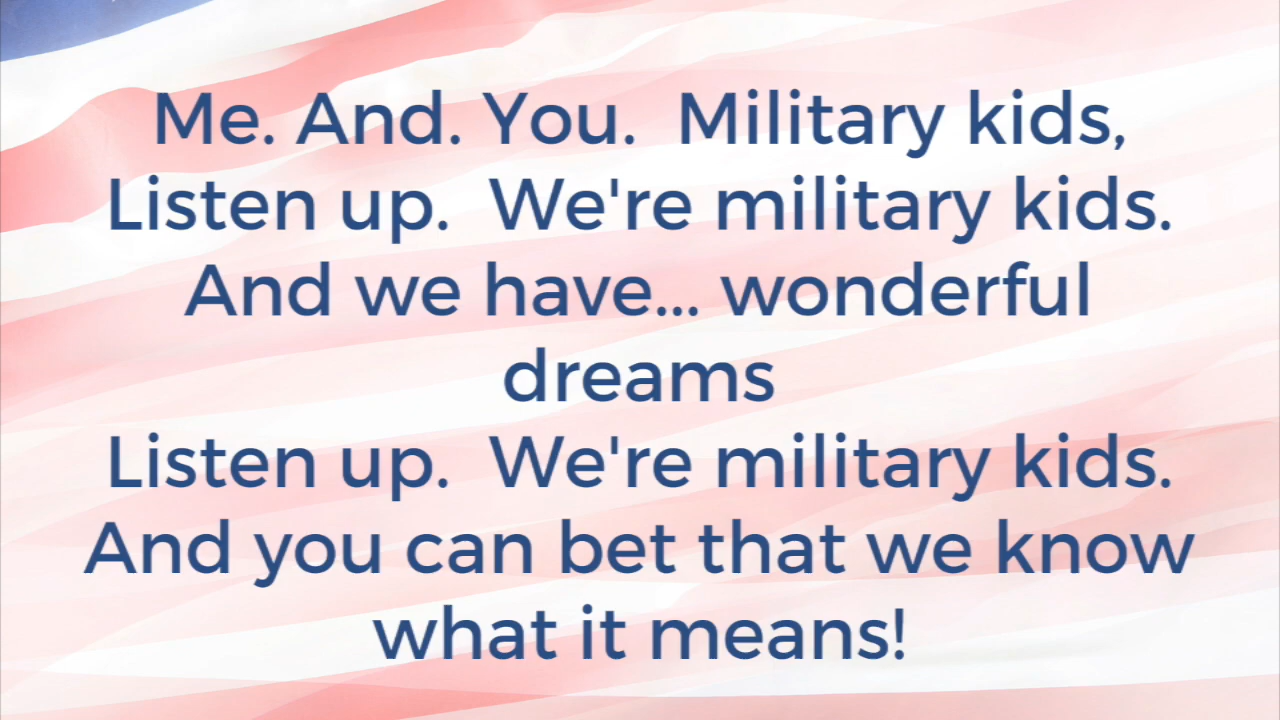 Me. And. You.  Military kids,
Listen up.  We're military kids.
And we have... wonderful
dreams
Listen up.  We're military kids.
And you can bet that we know
what it means!